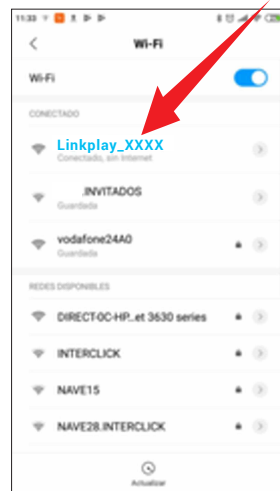 11:33
Wi-Fi
Wi-Fi
CONECTADO
Linkplay_XXXX
Conectado, sin Internet
.INVITADOS
Guardada
vodafone24A0
Guardada
REDES DISPONIBLES
DIRECT-0C-HP...et 3630 series
INTERCLICK
NAVE15
NAVE28.INTERCLICK
Actualizar